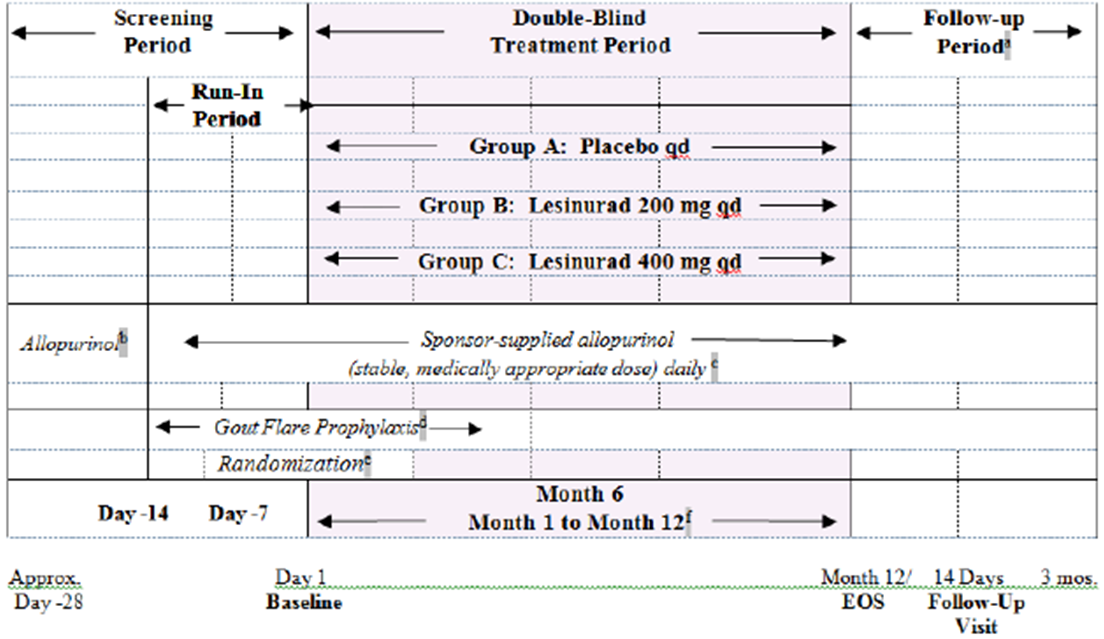 Screening
Period
Double-Blind
Treatment Period
Follow-up
Periodᵃ
Run-In
Period
Group A: Placebo qd
Group B: Lesinurad 200 mg qd
Group C: Lesinurad 400 mg qd
Allopurinolᵇ
Sponsor-supplied allopurinol
(stable, medically appropriate dose) daily ᶜ
Gout Flare Prophylaxisᵈ
Randomizationᵉ
Month 6
Day -14 Day -7 Month 1 to Month 12ᶠ
Approx. Day 1 Month 12/ 14 Days 3 mos.
Day -28 Baseline EOS Follow-Up
Visit